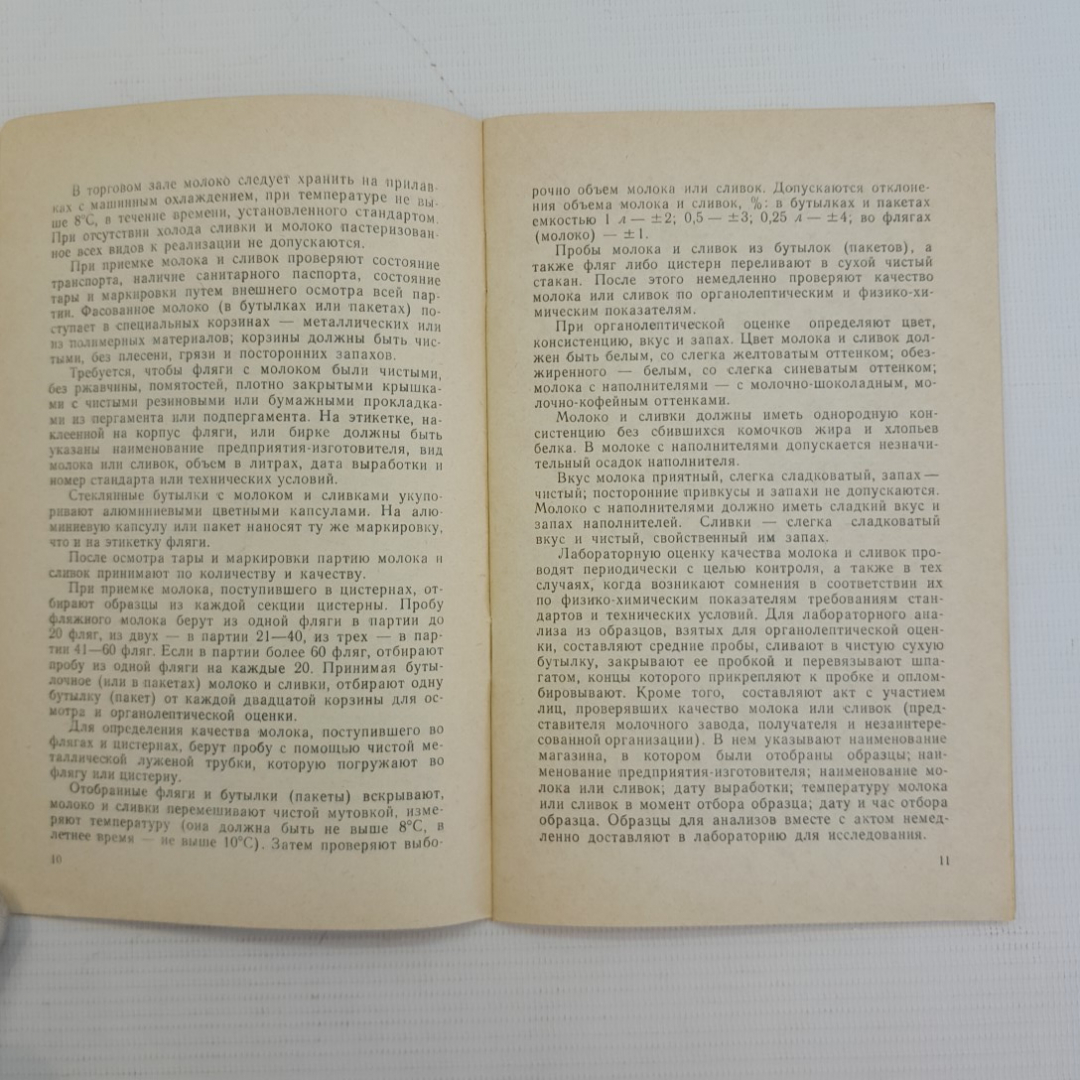 В торговом зале молоко следует хранить на прилав-
ках с машинным охлаждением, при температуре не вы-
ше 8°С, в течение времени, установленного стандартом.
При отсутствии холода сливки и молоко пастеризован-
ное всех видов к реализации не допускаются.
При приемке молока и сливок проверяют состояние
транспорта, наличие санитарного паспорта, состояние
тары и маркировки путем внешнего осмотра всей пар-
тии. Фасованное молоко (в бутылках или пакетах) по-
ступает в специальных корзинах — металлических или
из полимерных материалов; корзины должны быть чис-
тыми, без плесени, грязи и посторонних запахов.
Требуется, чтобы фляги с молоком были чистыми,
без ржавчины, помятостей, плотно закрытыми крышка-
ми с чистыми резиновыми или бумажными прокладка-
ми из пергамента или подпергамента. На этикетке, на-
клеенной на корпус фляги, или бирке должны быть
указаны наименование предприятия-изготовителя, вид
молока или сливок, объем в литрах, дата выработки и
номер стандарта или технических условий.
Стеклянные бутылки с молоком и сливками укупо-
ривают алюминиевыми цветными капсулами. На алю-
миниевую капсулу или пакет наносят ту же маркировку,
что и на этикетку фляги.
После осмотра тары и маркировки партию молока и
сливок принимают по количеству и качеству.
При приемке молока, поступившего в цистернах, от-
бирают образцы из каждой секции цистерны. Пробу
фляжного молока берут из одной фляги в партии до
20 фляг, из двух — в партии 21—40, из трех — в пар-
тии 41—60 фляг. Если в партии более 60 фляг, отбирают
пробу из одной фляги на каждые 20. Принимая буты-
лочное (или в пакетах) молоко и сливки, отбирают одну
бутылку (пакет) от каждой двадцатой корзины для ос-
мотра и органолептической оценки.
Для определения качества молока, поступившего во
флягах и цистернах, берут пробу с помощью чистой ме-
таллической луженой трубки, которую погружают во
флягу или цистерну.
Отобранные фляги и бутылки (пакеты) вскрывают,
молоко и сливки перемешивают чистой мутовкой, изме-
ряют температуру (она должна быть не выше 8°С, в
летнее время — не выше 10°С). Затем проверяют выбо-
10
рочно объем молока или сливок. Допускаются отклоне-
ния объема молока и сливок, %: в бутылках и пакетах
емкостью 1 л — ±2; 0,5 — ±3; 0,25 л — ±4; во флягах
(молоко) — ±1.
Пробы молока и сливок из бутылок (пакетов), а
также фляг либо цистерн переливают в сухой чистый
стакан. После этого немедленно проверяют качество
молока или сливок по органолептическим и физико-хи-
мическим показателям.
При органолептической оценке определяют цвет,
консистенцию, вкус и запах. Цвет молока и сливок дол-
жен быть белым, со слегка желтоватым оттенком; обез-
жиренного — белым, со слегка синеватым оттенком;
молока с наполнителями — с молочно-шоколадным, мо-
лочно-кофейным оттенками.
Молоко и сливки должны иметь однородную кон-
систенцию без сбившихся комочков жира и хлопьев
белка. В молоке с наполнителями допускается незначи-
тельный осадок наполнителя.
Вкус молока приятный, слегка сладковатый, запах —
чистый; посторонние привкусы и запахи не допускаются.
Молоко с наполнителями должно иметь сладкий вкус и
запах наполнителей. Сливки — слегка сладковатый
вкус и чистый, свойственный им запах.
Лабораторную оценку качества молока и сливок про-
водят периодически с целью контроля, а также в тех
случаях, когда возникают сомнения в соответствии их
по физико-химическим показателям требованиям стан-
дартов и технических условий. Для лабораторного ана-
лиза из образцов, взятых для органолептической оцен-
ки, составляют средние пробы, сливают в чистую сухую
бутылку, закрывают ее пробкой и перевязывают шпа-
гатом, концы которого прикрепляют к пробке и оплом-
бировывают. Кроме того, составляют акт с участием
лиц, проверявших качество молока или сливок (пред-
ставителя молочного завода, получателя и незаинтере-
сованной организации). В нем указывают наименование
магазина, в котором были отобраны образцы; наи-
менование предприятия-изготовителя; наименование мо-
лока или сливок; дату выработки; температуру молока
или сливок в момент отбора образца; дату и час отбора
образца. Образцы для анализов вместе с актом немед-
ленно доставляют в лабораторию для исследования.
11